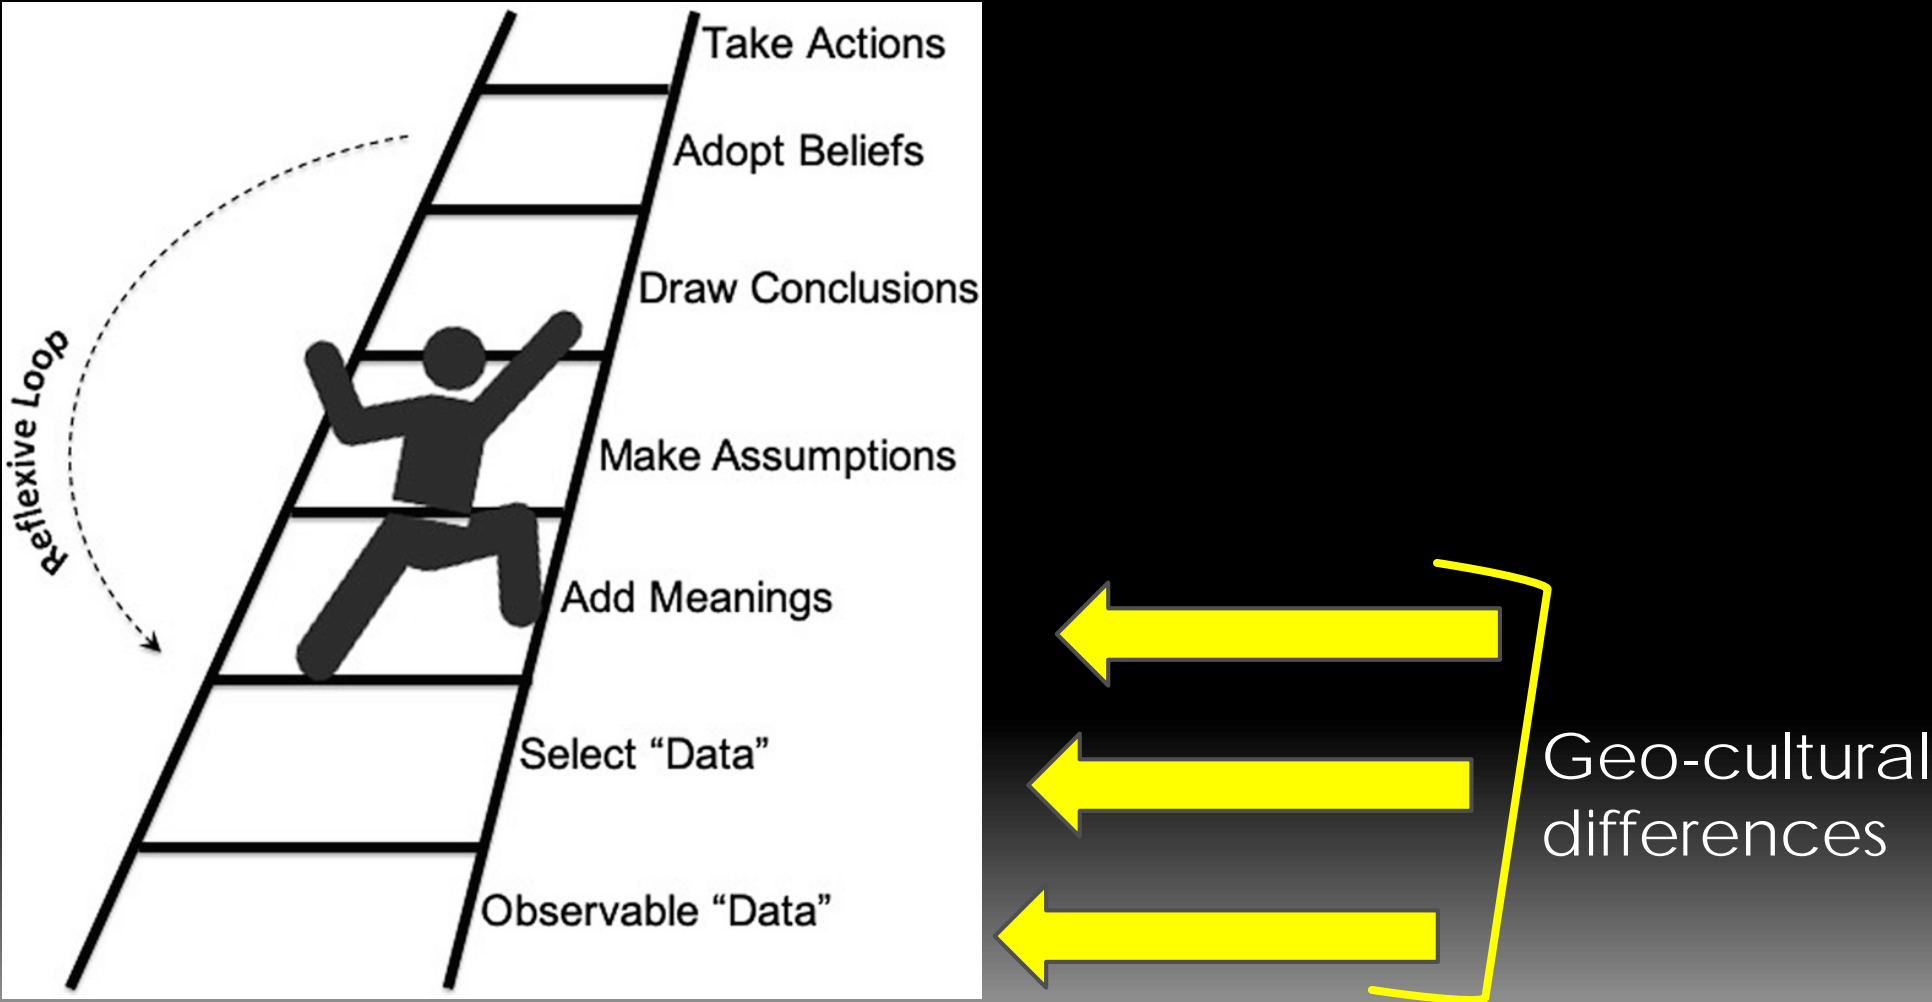 Take Actions
Adopt Beliefs
Draw Conclusions
Make Assumptions
Add Meanings
Select “Data”
Observable “Data”
Reflexive Loop
Geo-cultural
differences